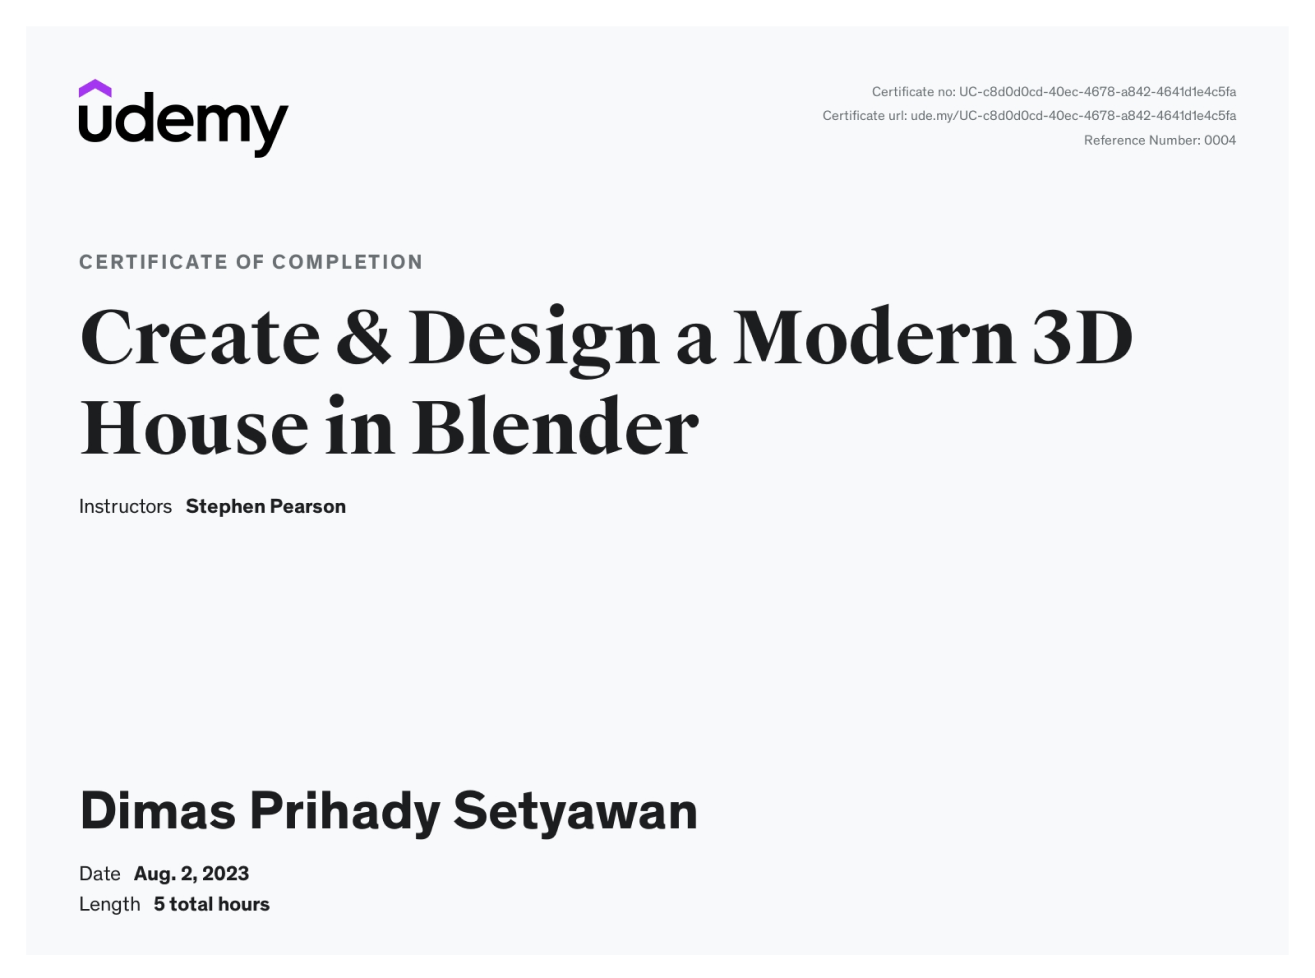 udemy
Certificate no: UC-c8d0d0cd-40ec-4678-a842-4641d1e4c5fa
Certificate url: ude.my/UC-c8d0d0cd-40ec-4678-a842-4641d1e4c5fa
Reference Number: 0004
CERTIFICATE OF COMPLETION
Create & Design a Modern 3D
House in Blender
Instructors Stephen Pearson
Dimas Prihady Setyawan
Date Aug. 2, 2023
Length 5 total hours